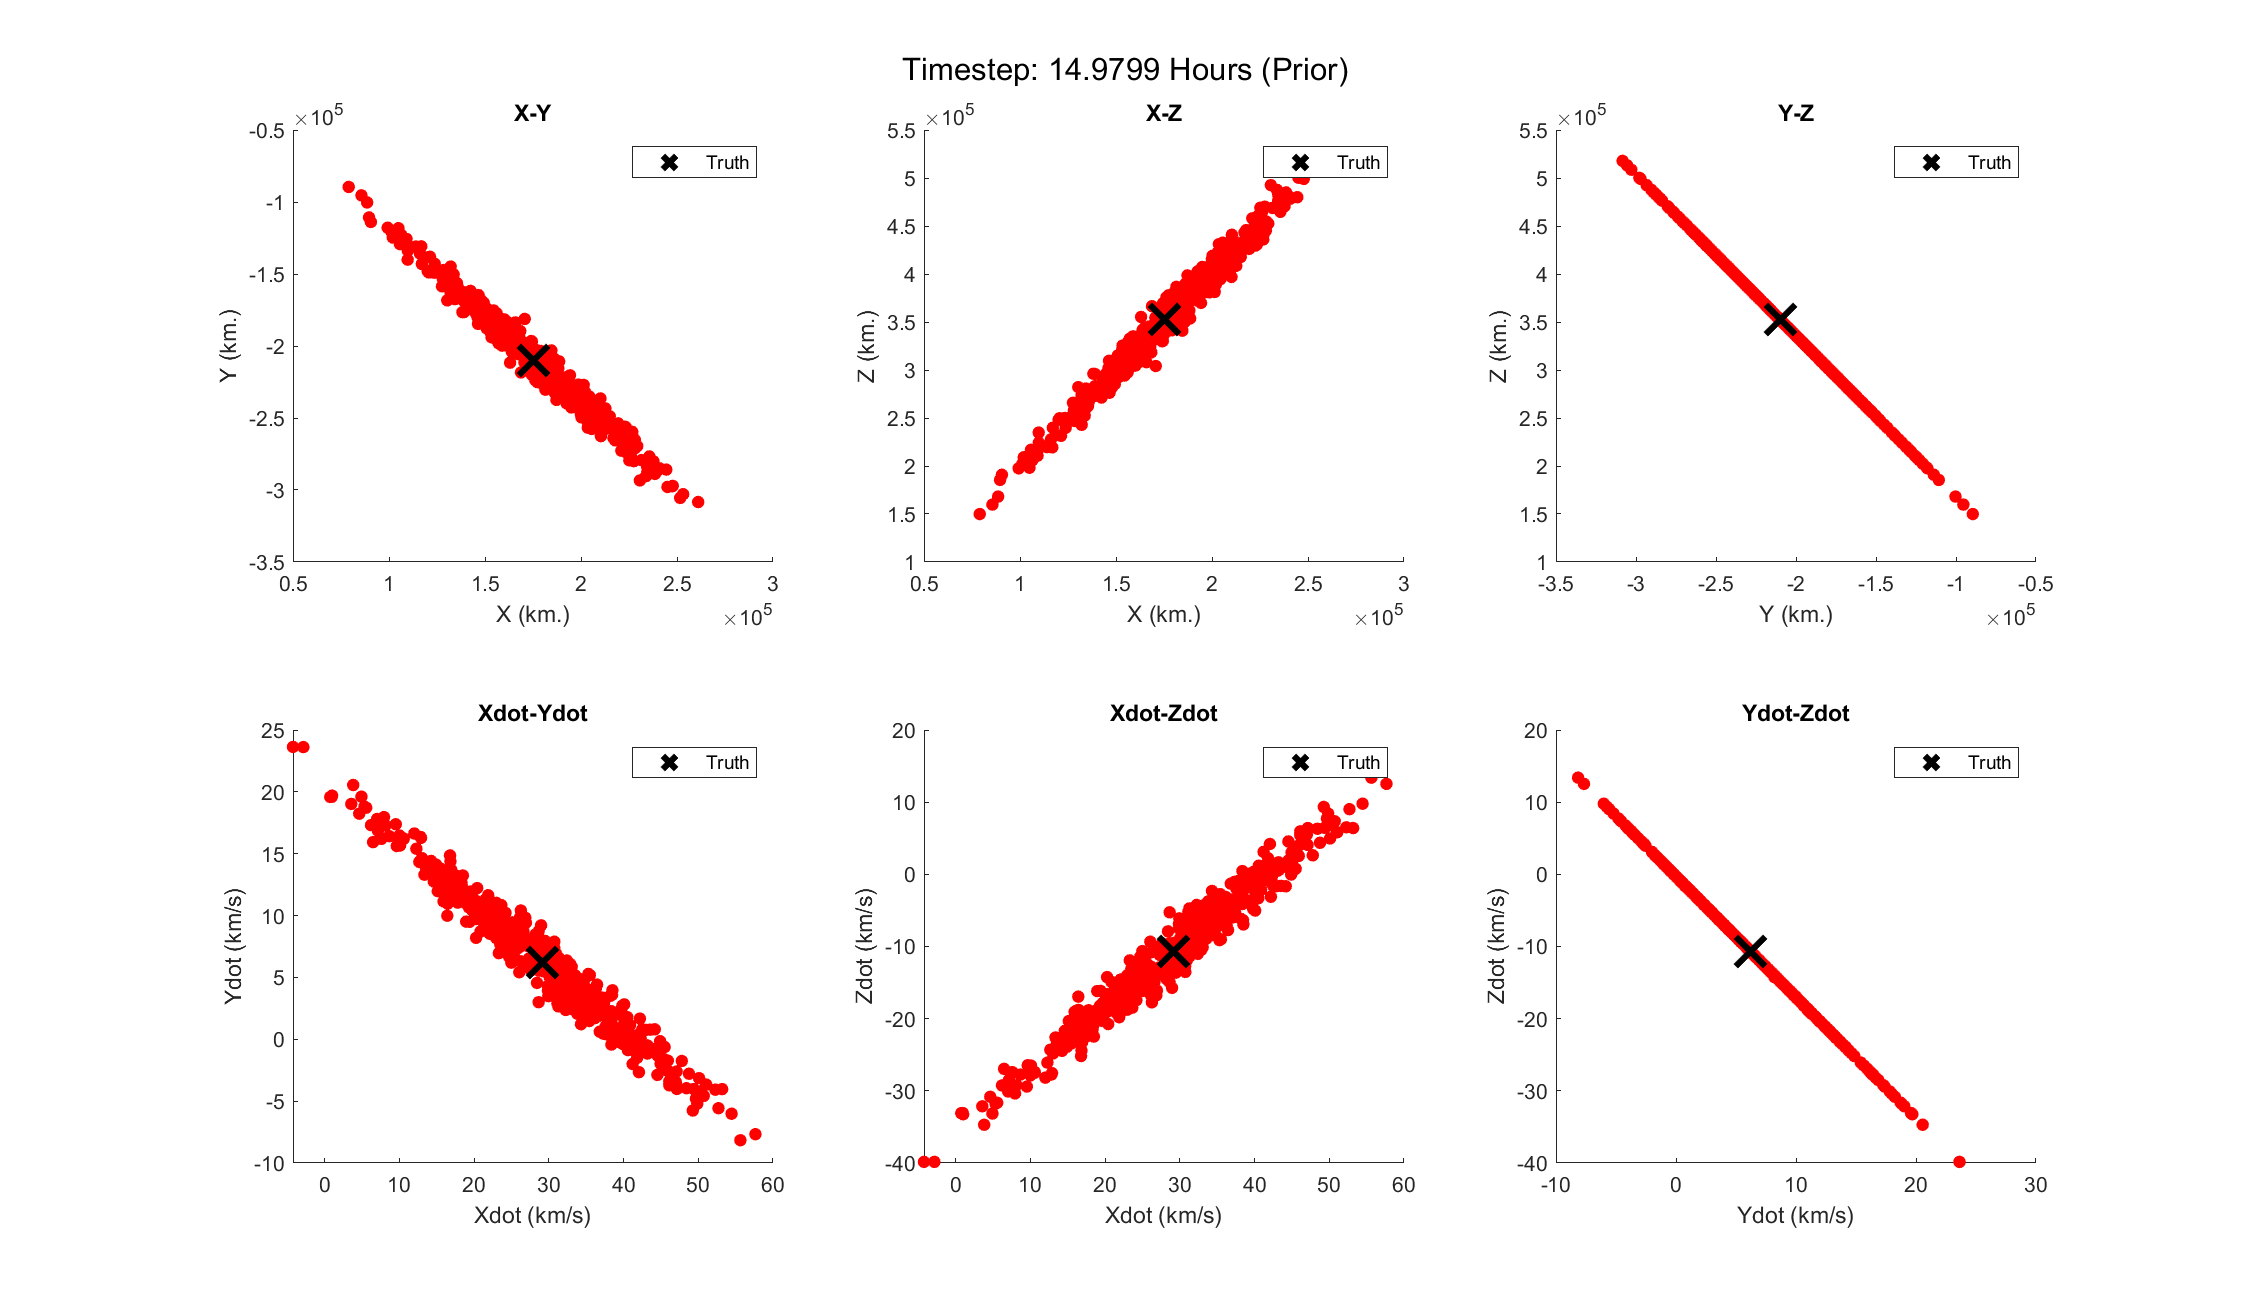 Timestep: 14.9799 Hours (Prior)
X-Y
×10^5
-0.5
-1
-1.5
-2
-2.5
-3
-3.5
Y (km.)
0.5 1 1.5 2 2.5 3
X (km.)
×10^5
Truth
X-Z
×10^5
5.5
5
4.5
4
3.5
3
2.5
2
1.5
1
Z (km.)
0.5 1 1.5 2 2.5 3
X (km.)
×10^5
Truth
Y-Z
×10^5
5.5
5
4.5
4
3.5
3
2.5
2
1.5
1
Z (km.)
-3.5 -3 -2.5 -2 -1.5 -1 -0.5
Y (km.)
×10^5
Truth
Xdot-Ydot
25
20
15
10
5
0
-5
-10
Ydot (km/s)
0 10 20 30 40 50 60
Xdot (km/s)
Truth
Xdot-Zdot
20
10
0
-10
-20
-30
-40
Zdot (km/s)
0 10 20 30 40 50 60
Xdot (km/s)
Truth
Ydot-Zdot
20
10
0
-10
-20
-30
-40
Zdot (km/s)
-10 0 10 20 30
Ydot (km/s)
Truth